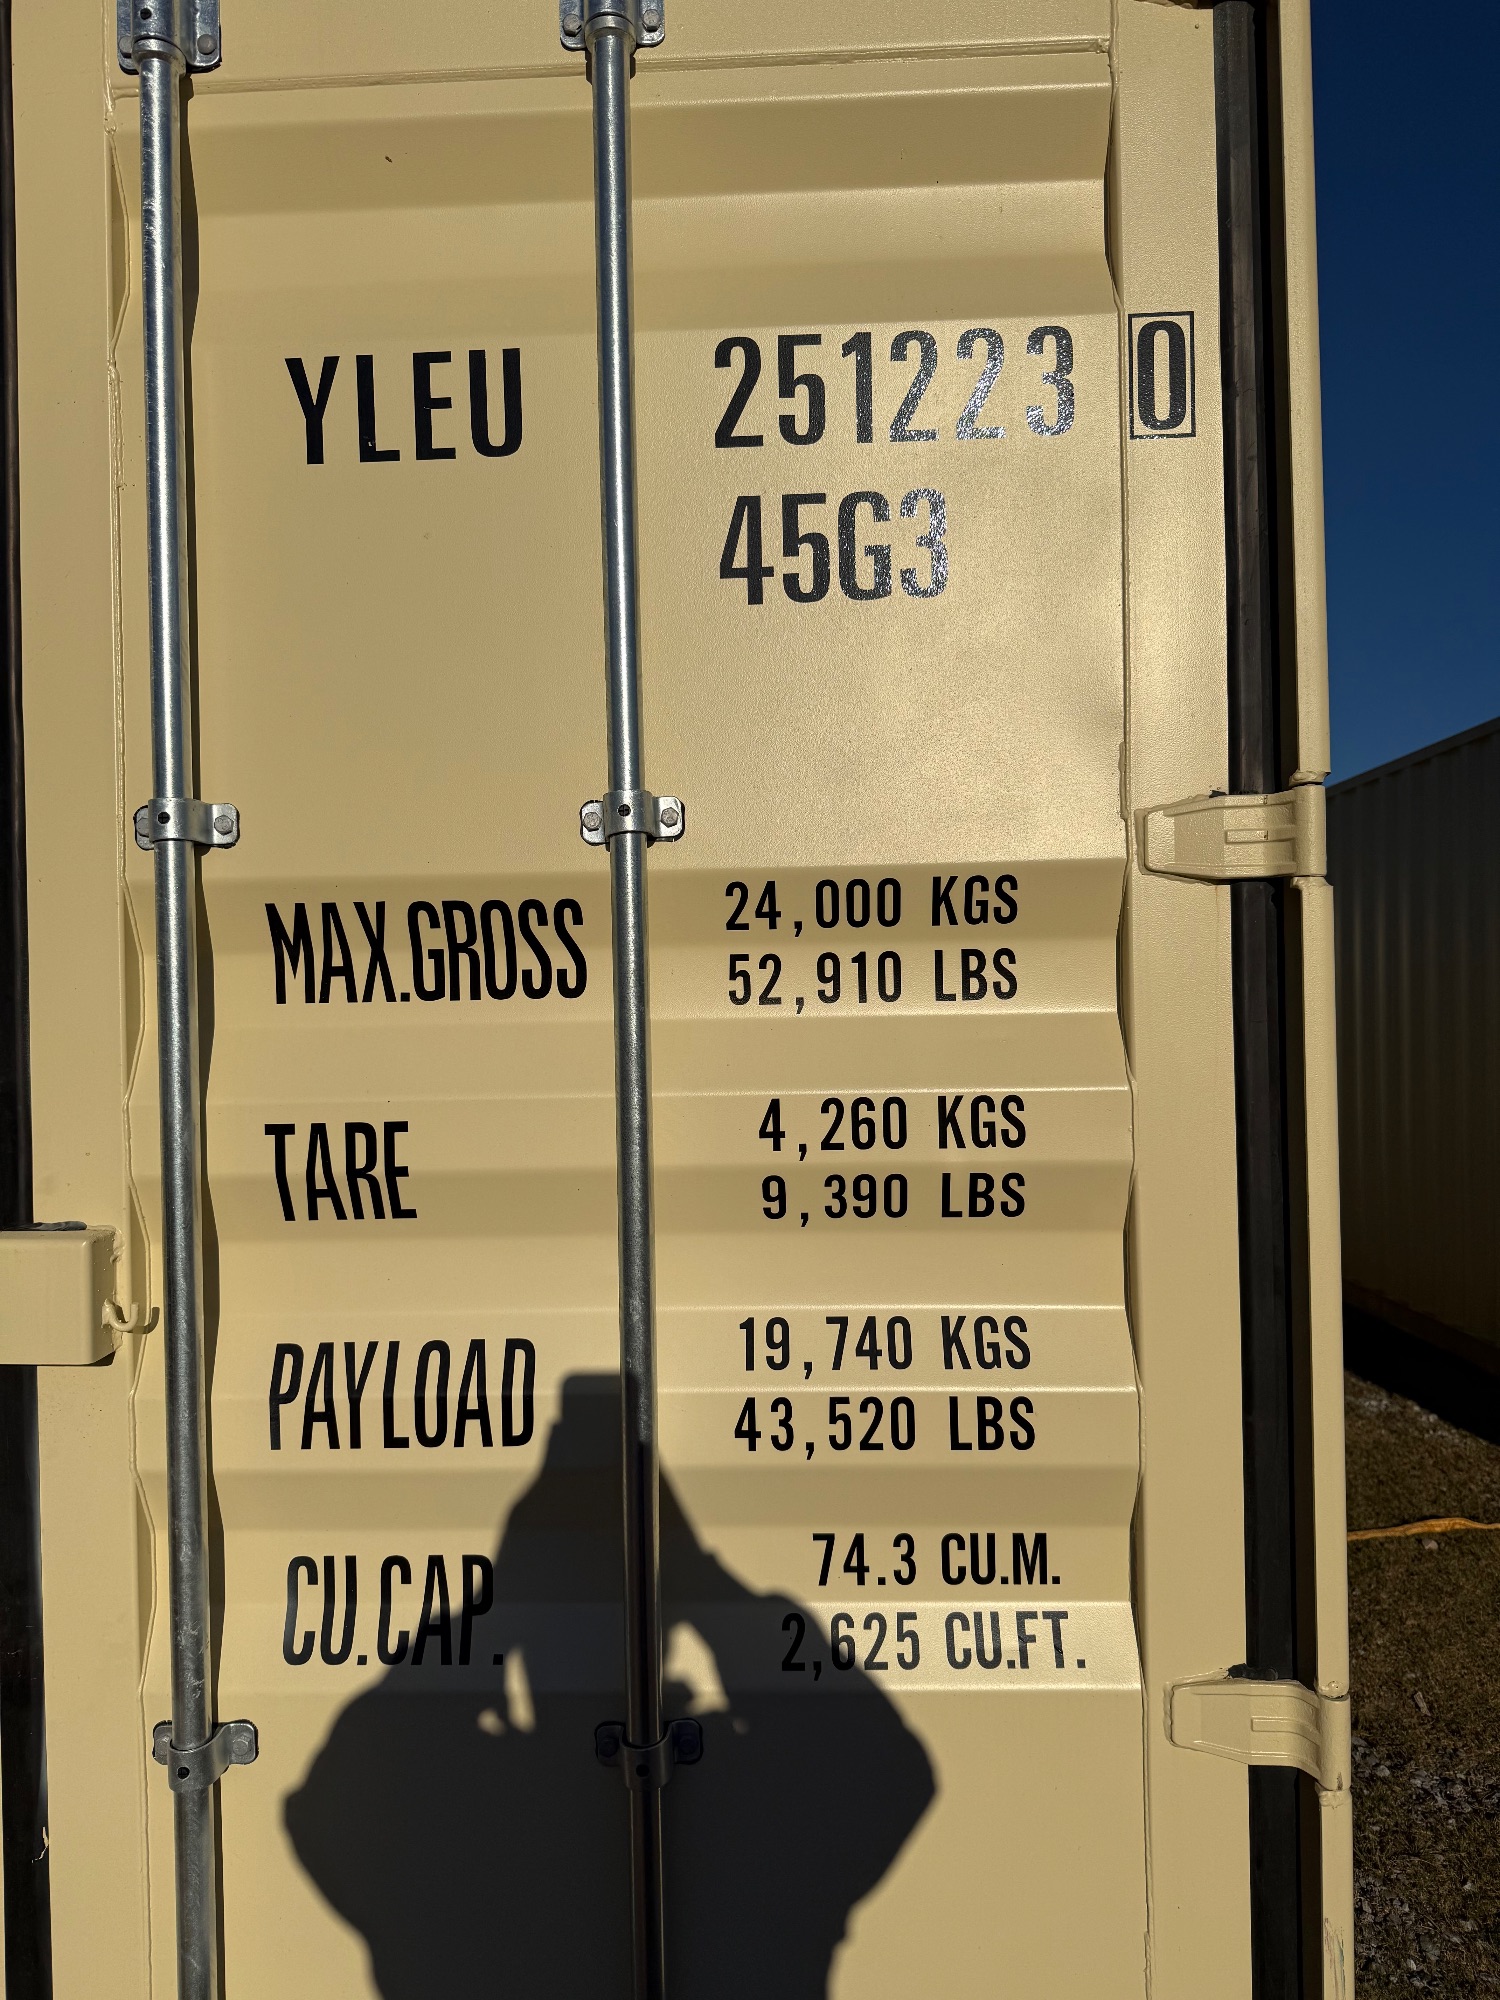 YLEU 251223 0
45G3
MAX.GROSS 24,000 KGS
52,910 LBS
TARE 4,260 KGS
9,390 LBS
PAYLOAD 19,740 KGS
43,520 LBS
CU.CAP. 74.3 CU.M.
2,625 CU.FT.